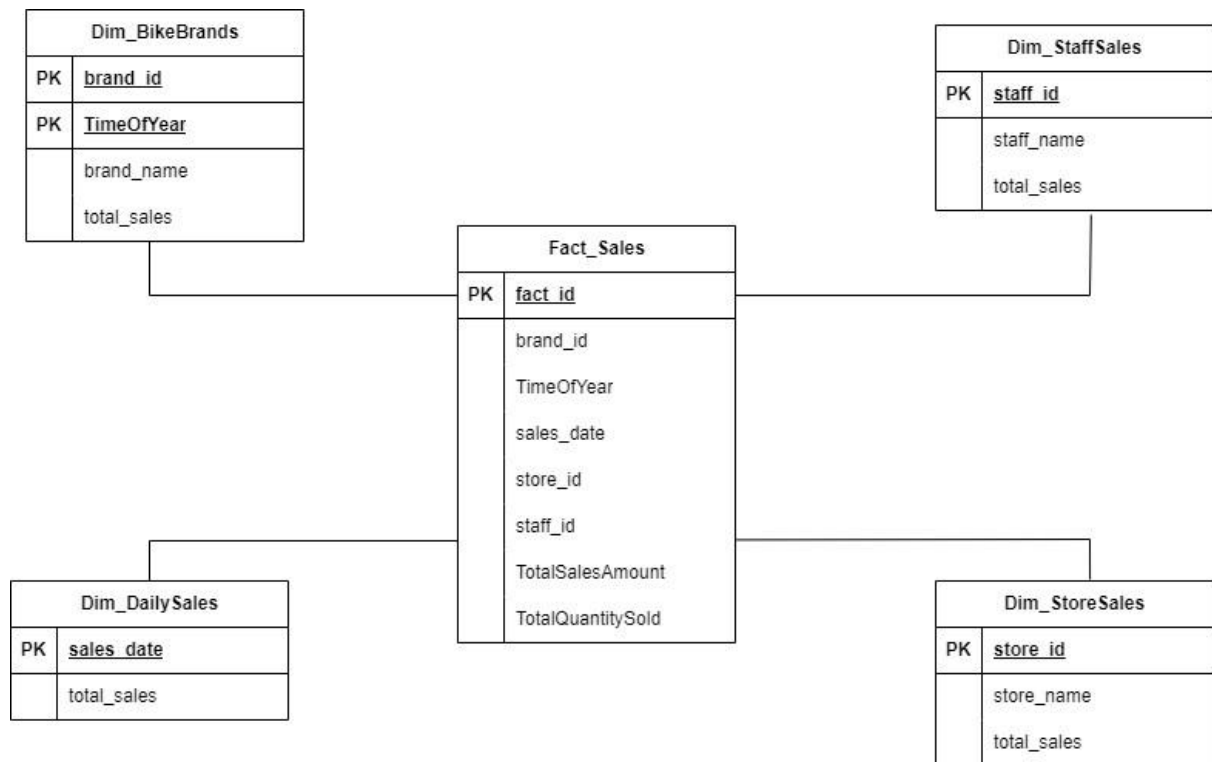 Dim_BikeBrands
PK brand_id
PK TimeOfYear
brand_name
total_sales
Dim_StaffSales
PK staff_id
staff_name
total_sales
Fact_Sales
PK fact_id
brand_id
TimeOfYear
sales_date
store_id
staff_id
TotalSalesAmount
TotalQuantitySold
Dim_DailySales
PK sales_date
total_sales
Dim_StoreSales
PK store_id
store_name
total_sales